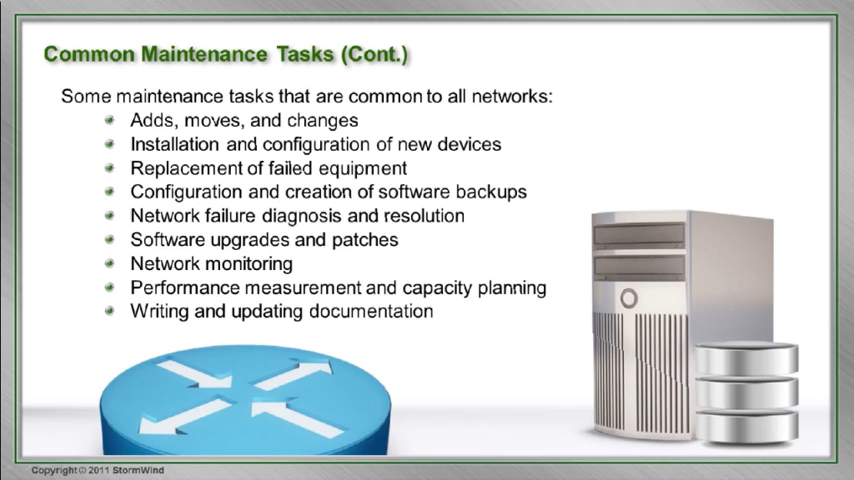 Common Maintenance Tasks (Cont.)
Some maintenance tasks that are common to all networks:
Adds, moves, and changes
Installation and configuration of new devices
Replacement of failed equipment
Configuration and creation of software backups
Network failure diagnosis and resolution
Software upgrades and patches
Network monitoring
Performance measurement and capacity planning
Writing and updating documentation
Copyright © 2011 StormWind